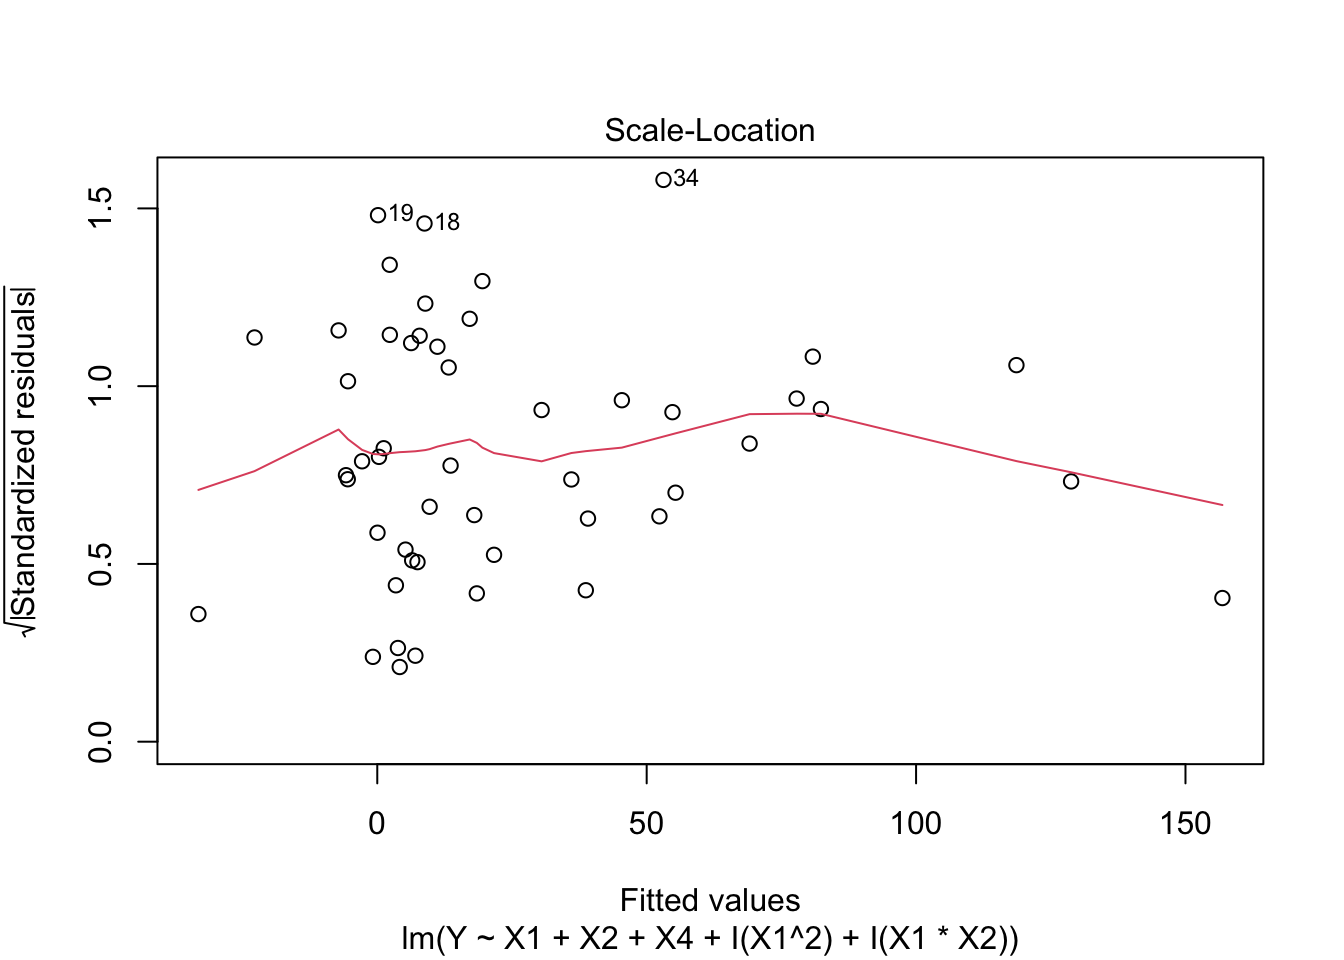 Scale-Location
√|Standardized residuals|
1.5
1.0
0.5
0.0
34
19
18
0
50
100
150
Fitted values
lm(Y ~ X1 + X2 + X4 + I(X1^2) + I(X1 * X2))